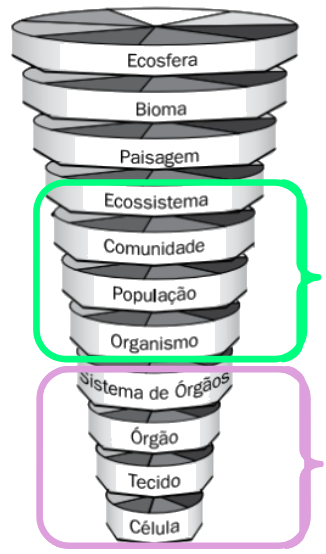 Ecosfera
Bioma
Paisagem
Ecossistema
Comunidade
População
Organismo
Sistema de Órgãos
Órgão
Tecido
Célula